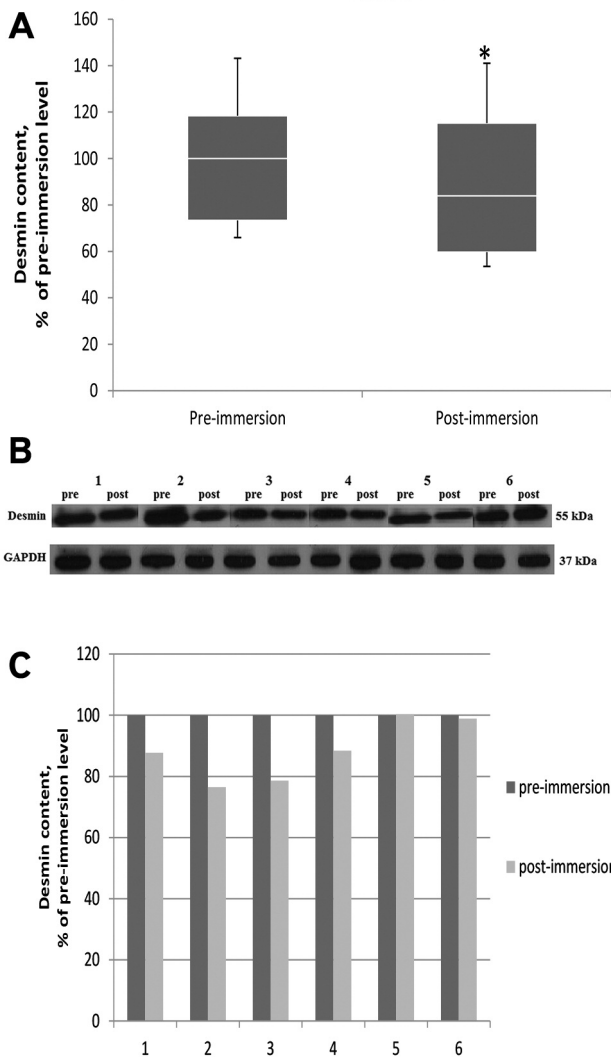 A
Desmin content,
% of pre-immersion level
160
140
120
100
80
60
40
20
0
*
Pre-immersion
Post-immersion
B
1 2 3 4 5 6
pre post pre post pre post pre post pre post pre post
Desmin 55 kDa
GAPDH 37 kDa
C
Desmin content,
% of pre-immersion level
120
100
80
60
40
20
0
1 2 3 4 5 6
pre-immersion
post-immersion